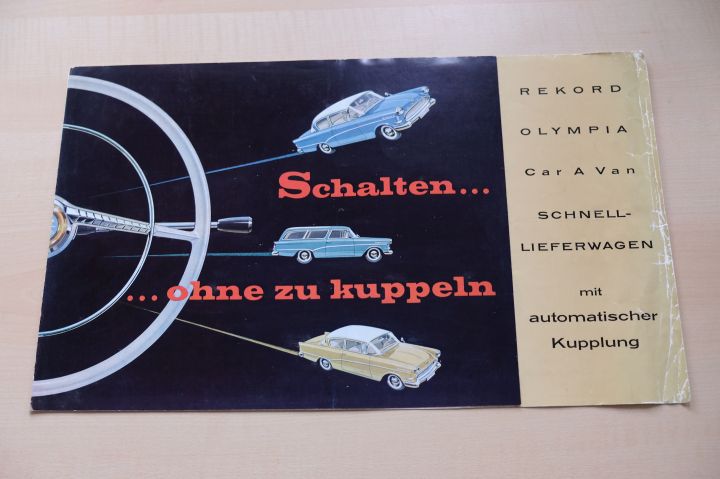 Schalten...
...ohne zu kuppeln
REKORD
OLYMPIA
Car A Van
SCHNELL-
LIEFERWAGEN
mit
automatischer
Kupplung